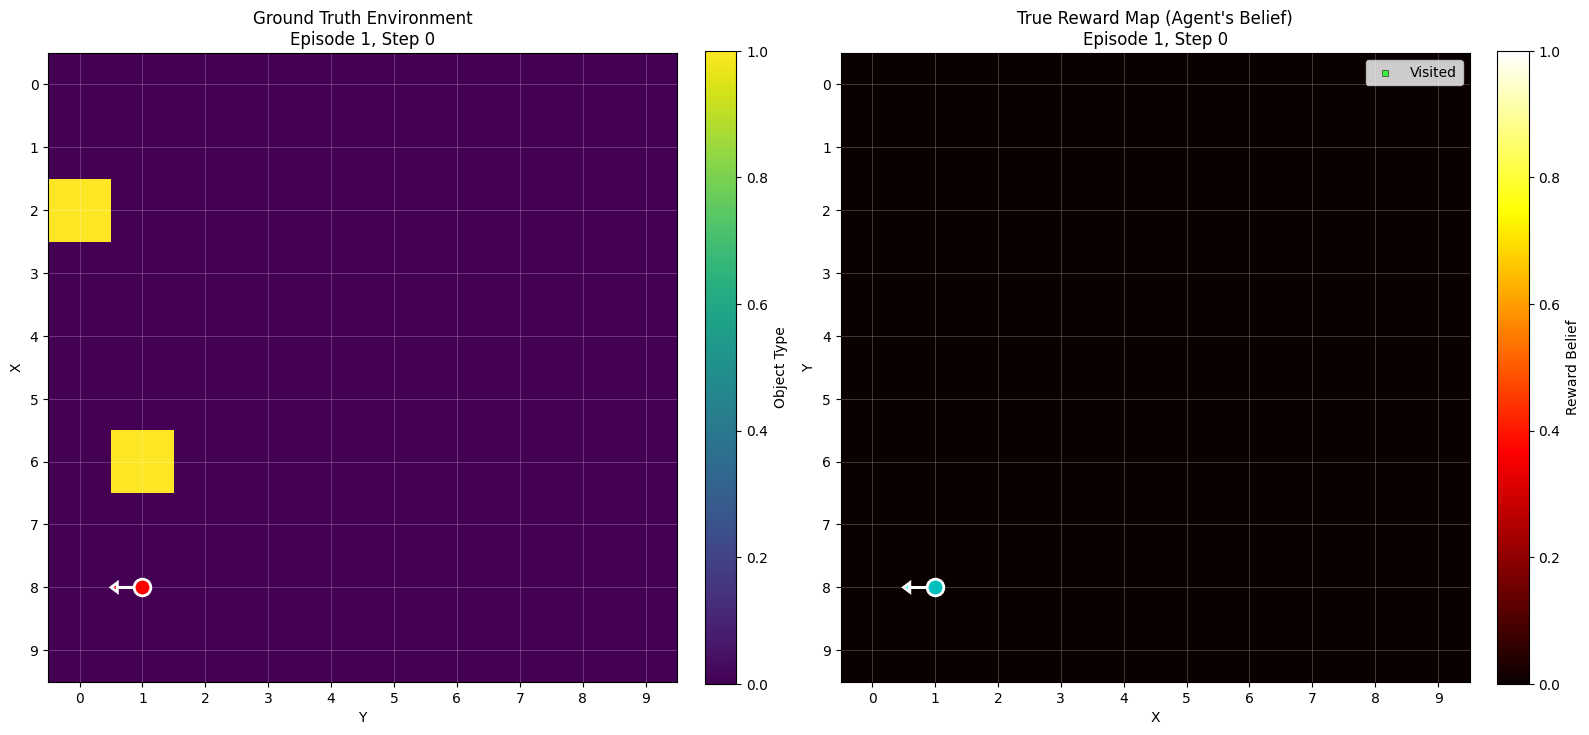 Ground Truth Environment
Episode 1, Step 0
0
1
2
3
4
5
6
7
8
9
X
0 1 2 3 4 5 6 7 8 9
Y
1.0
0.8
0.6
0.4
0.2
0.0
Object Type
True Reward Map (Agent's Belief)
Episode 1, Step 0
Visited
0
1
2
3
4
5
6
7
8
9
Y
0 1 2 3 4 5 6 7 8 9
X
1.0
0.8
0.6
0.4
0.2
0.0
Reward Belief